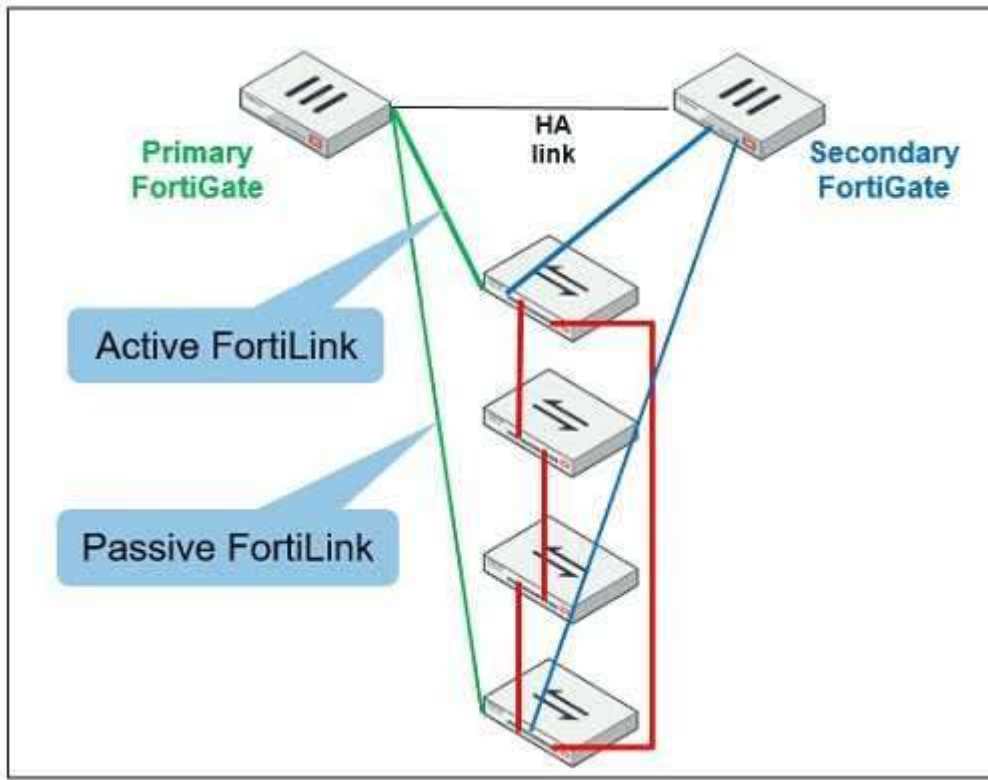 Primary
FortiGate
HA
link
Secondary
FortiGate
Active FortiLink
Passive FortiLink